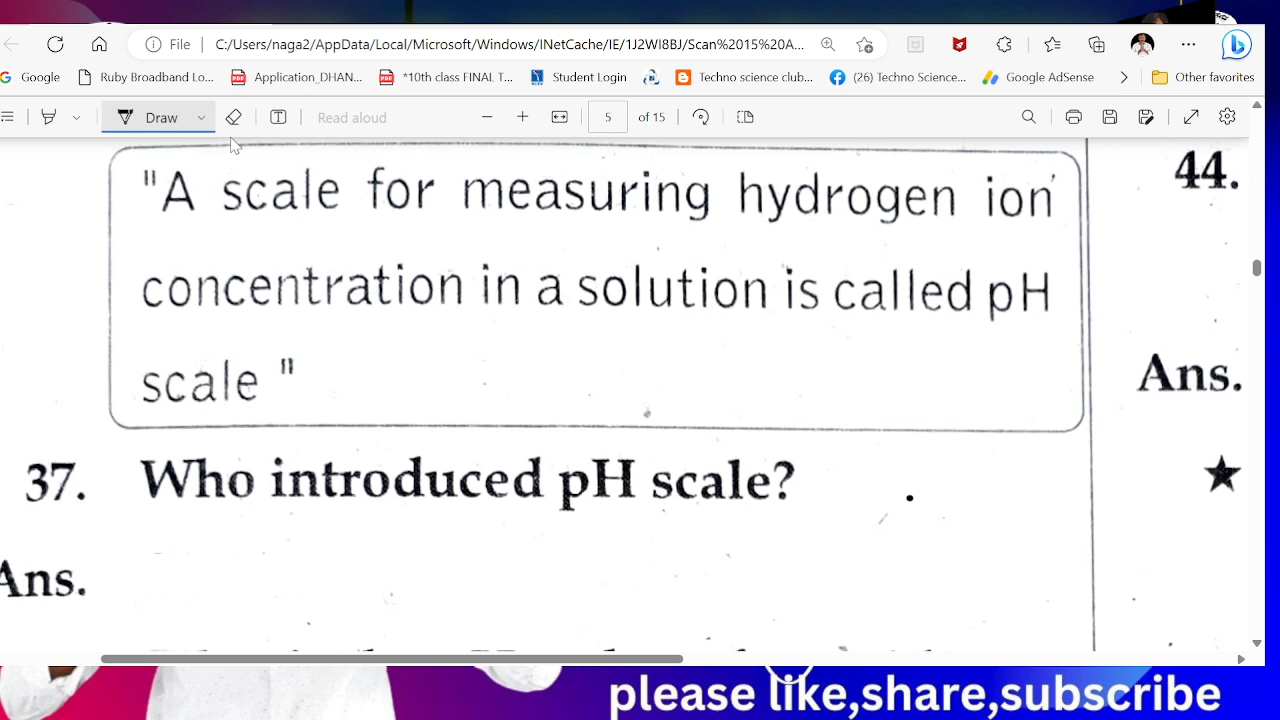 File C:/Users/naga2/AppData/Local/Microsoft/Windows/INetCache/IE/1J2WI8BJ/Scan%2015%20A...
Google Ruby Broadband Lo... Application_DHAN... *10th class FINAL T... Student Login Techno science club... (26) Techno Science... Google AdSense Other favorites
Draw Read aloud 5 of 15
"A scale for measuring hydrogen ion
concentration in a solution is called pH
scale "
37. Who introduced pH scale?
Ans.
44.
Ans.
please like,share,subscribe